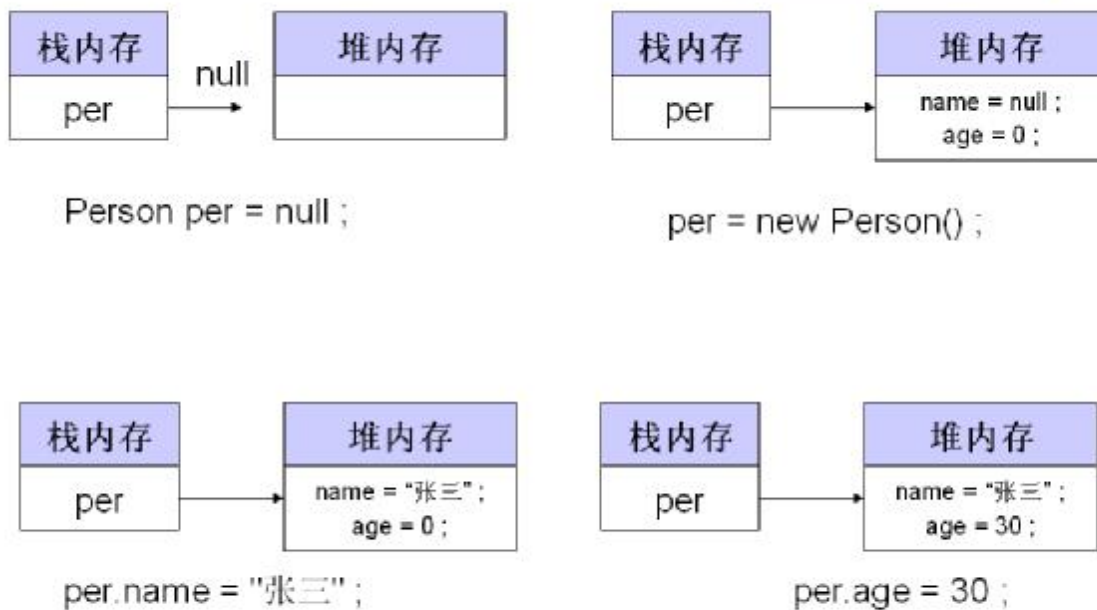 栈内存 堆内存
null
per
Person per = null ;
栈内存 堆内存
per
name = null ;
age = 0 ;
per = new Person() ;
栈内存 堆内存
per
name = “张三” ;
age = 0 ;
per.name = "张三" ;
栈内存 堆内存
per
name = “张三” ;
age = 30 ;
per.age = 30 ;